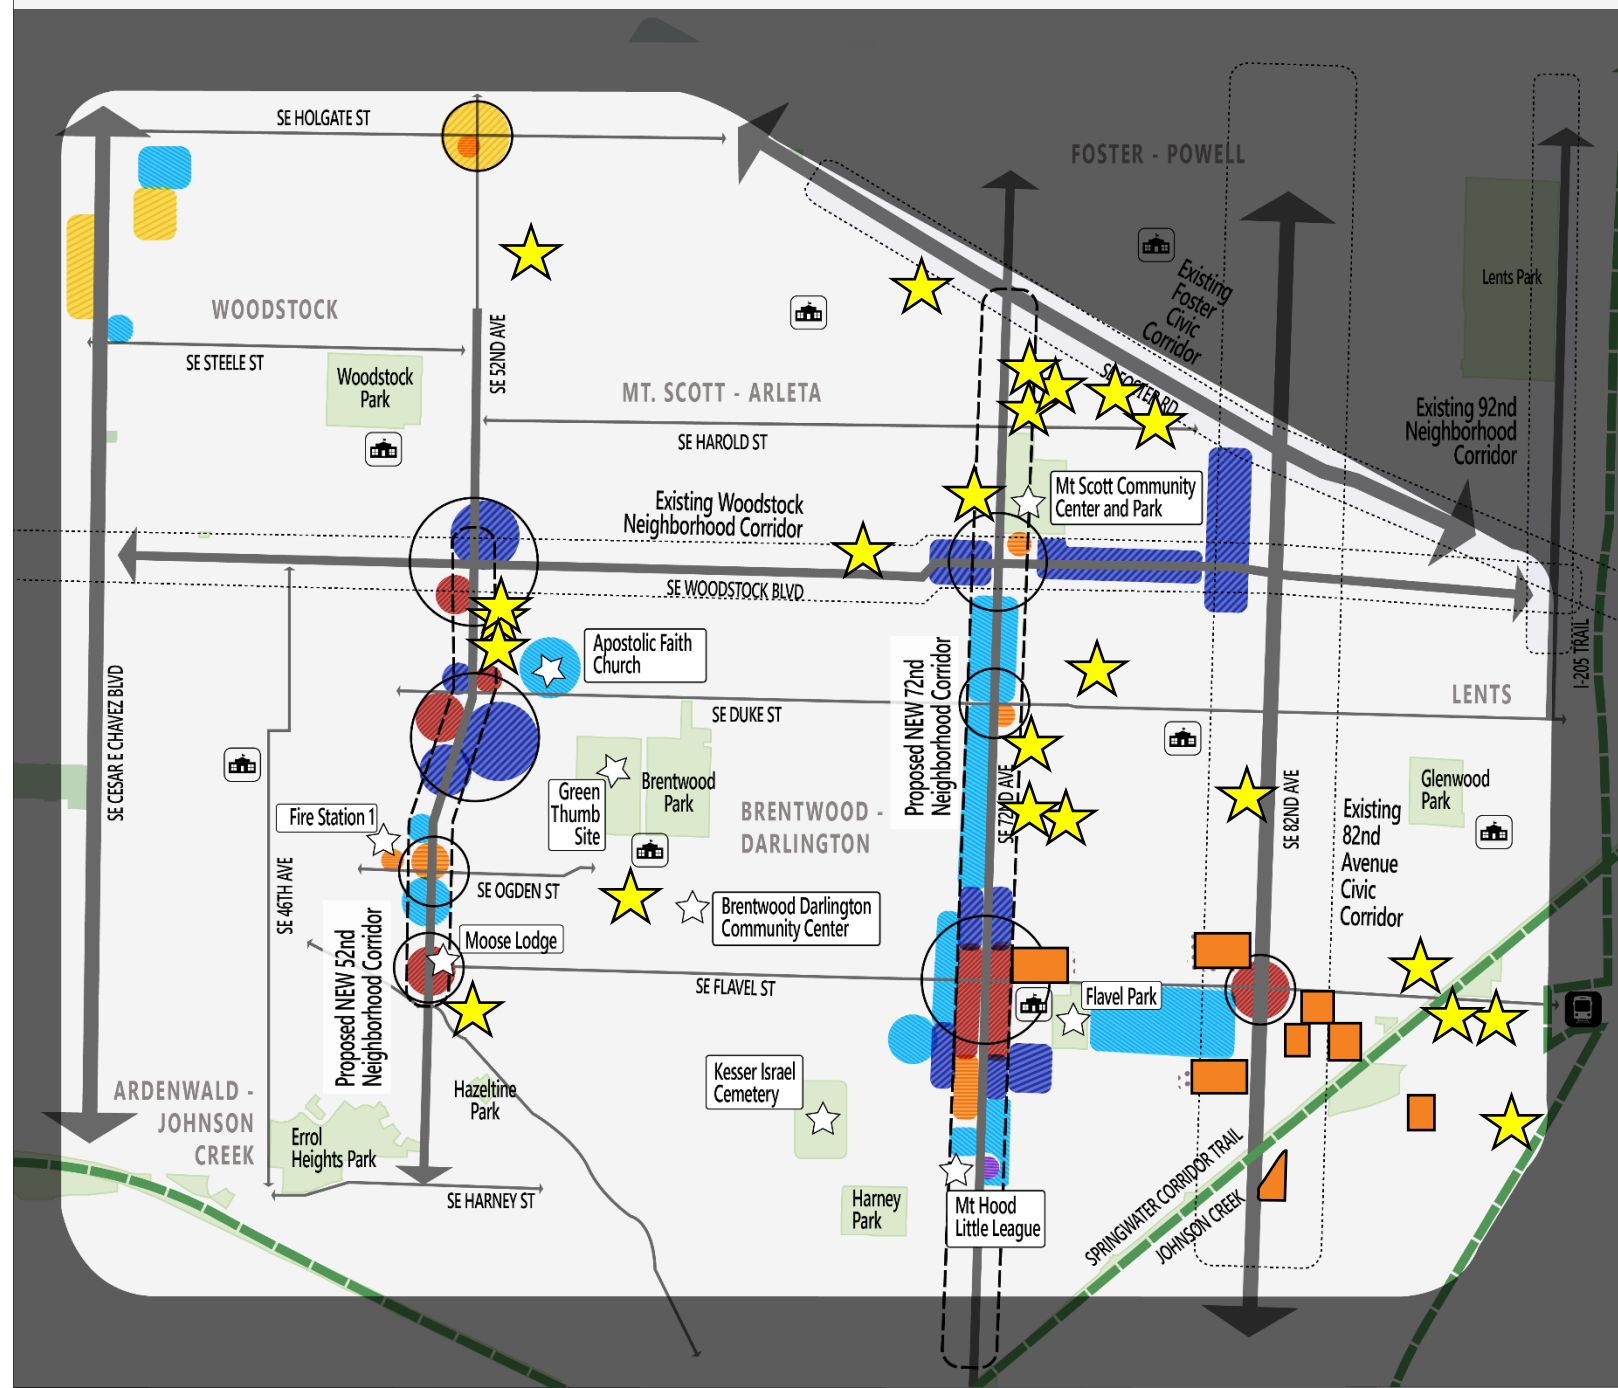 SE HOLGATE ST
FOSTER - POWELL
Existing
Foster
Civic
Corridor
Lents Park
WOODSTOCK
SE STEELE ST
SE 52ND AVE
Woodstock
Park
MT. SCOTT - ARLETA
SE FOSTER RD
SE HAROLD ST
Existing 92nd
Neighborhood
Corridor
Existing Woodstock
Neighborhood Corridor
Mt Scott Community
Center and Park
SE WOODSTOCK BLVD
Apostolic Faith
Church
I-205 TRAIL
SE CESAR E CHAVEZ BLVD
SE DUKE ST
LENTS
Proposed NEW 72nd
Neighborhood Corridor
Green
Thumb
Site
Brentwood
Park
BRENTWOOD -
DARLINGTON
SE 72ND AVE
SE 82ND AVE
Glenwood
Park
Existing
82nd
Avenue
Civic
Corridor
Fire Station 1
SE 46TH AVE
SE OGDEN ST
Brentwood Darlington
Community Center
Proposed NEW 52nd
Neighborhood Corridor
Moose Lodge
SE FLAVEL ST
Flavel Park
Kesser Israel
Cemetery
Hazeltine
Park
ARDENWALD -
JOHNSON
CREEK
Errol
Heights Park
SE HARNEY ST
Harney
Park
Mt Hood
Little League
SPRINGWATER CORRIDOR TRAIL
JOHNSON CREEK